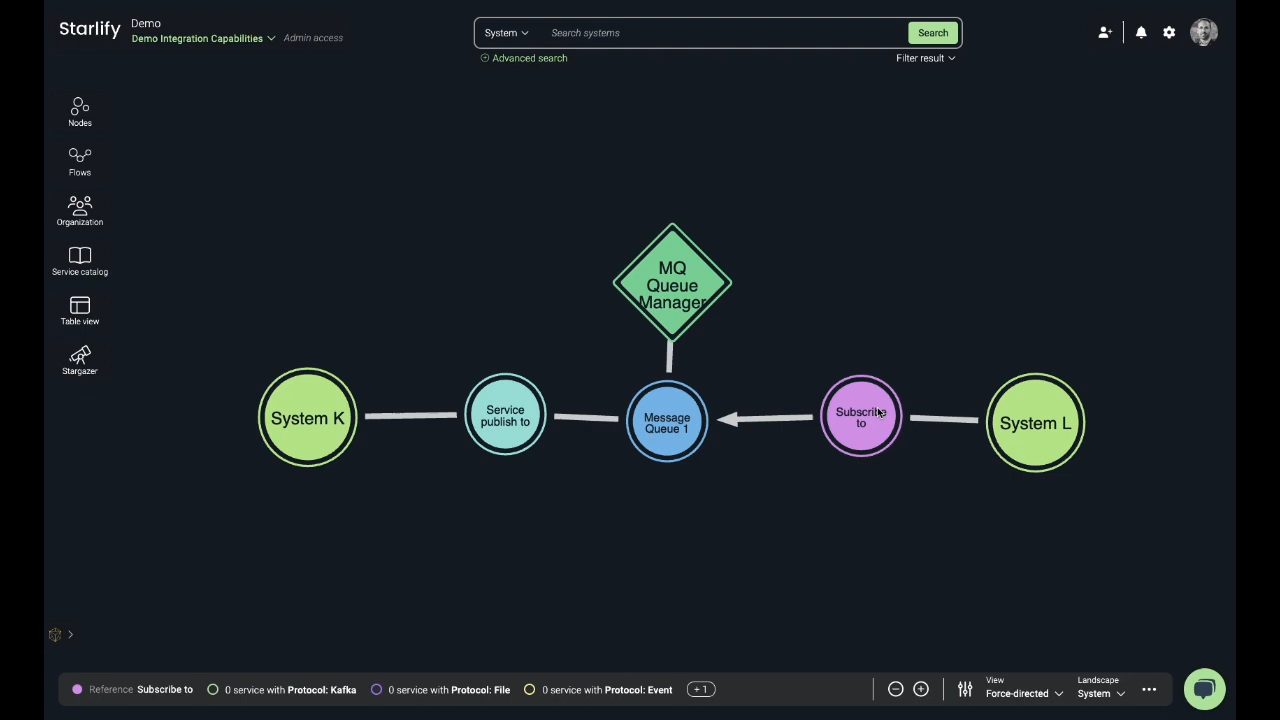 Starlify
Demo
Demo Integration Capabilities
Admin access
System
Search systems
Search
Advanced search
Filter result
Nodes
Flows
Organization
Service catalog
Table view
Stargazer
MQ
Queue
Manager
System K
Service
publish to
Message
Queue 1
Subscribe
to
System L
Reference Subscribe to
0 service with Protocol: Kafka
0 service with Protocol: File
0 service with Protocol: Event
+ 1
View
Force-directed
Landscape
System